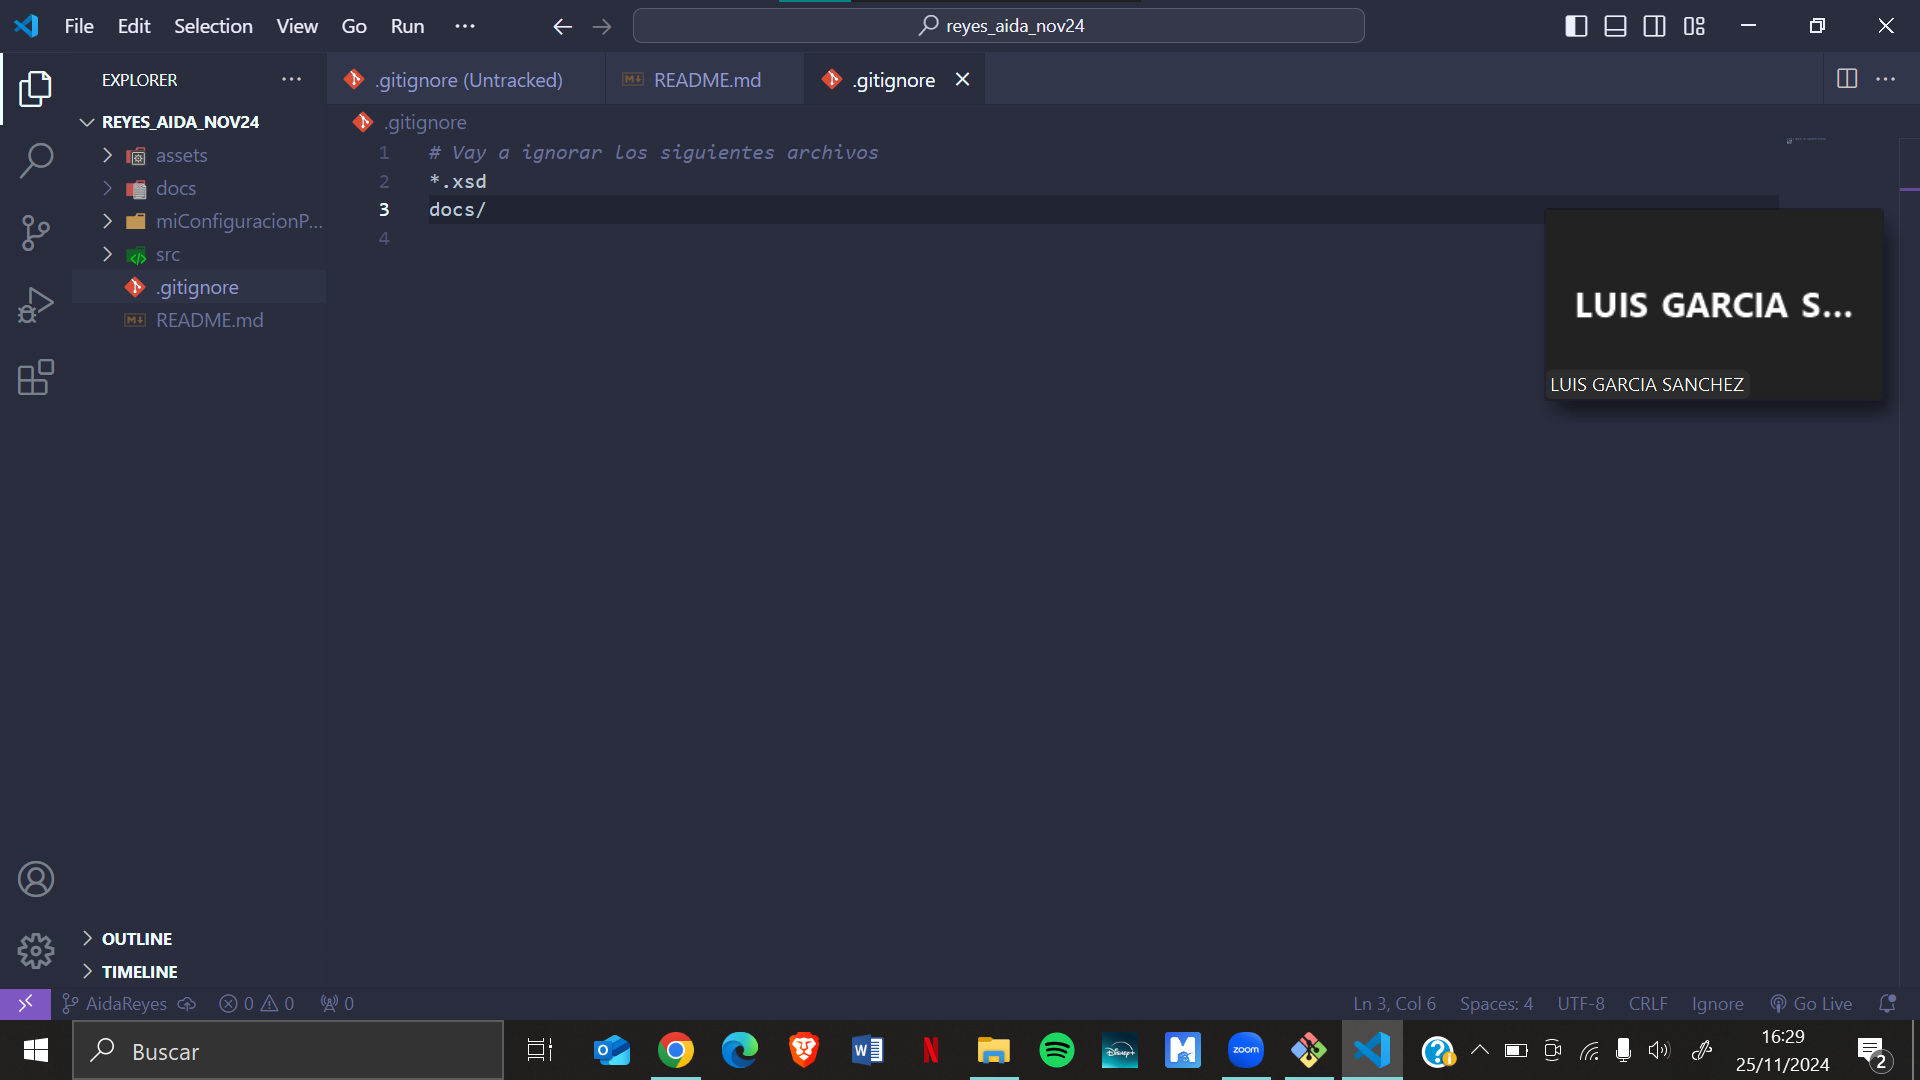 File Edit Selection View Go Run ...
reyes_aida_nov24
EXPLORER
.gitignore (Untracked)
README.md
.gitignore
REYES_AIDA_NOV24
assets
docs
miConfiguracionP...
src
.gitignore
README.md
.gitignore
1 # Vay a ignorar los siguientes archivos
2 *.xsd
3 docs/
4
LUIS GARCIA S...
LUIS GARCIA SANCHEZ
OUTLINE
TIMELINE
AidaReyes 0 0 0
Ln 3, Col 6 Spaces: 4 UTF-8 CRLF Ignore Go Live
Buscar
zoom
Disney+
16:29
25/11/2024
2